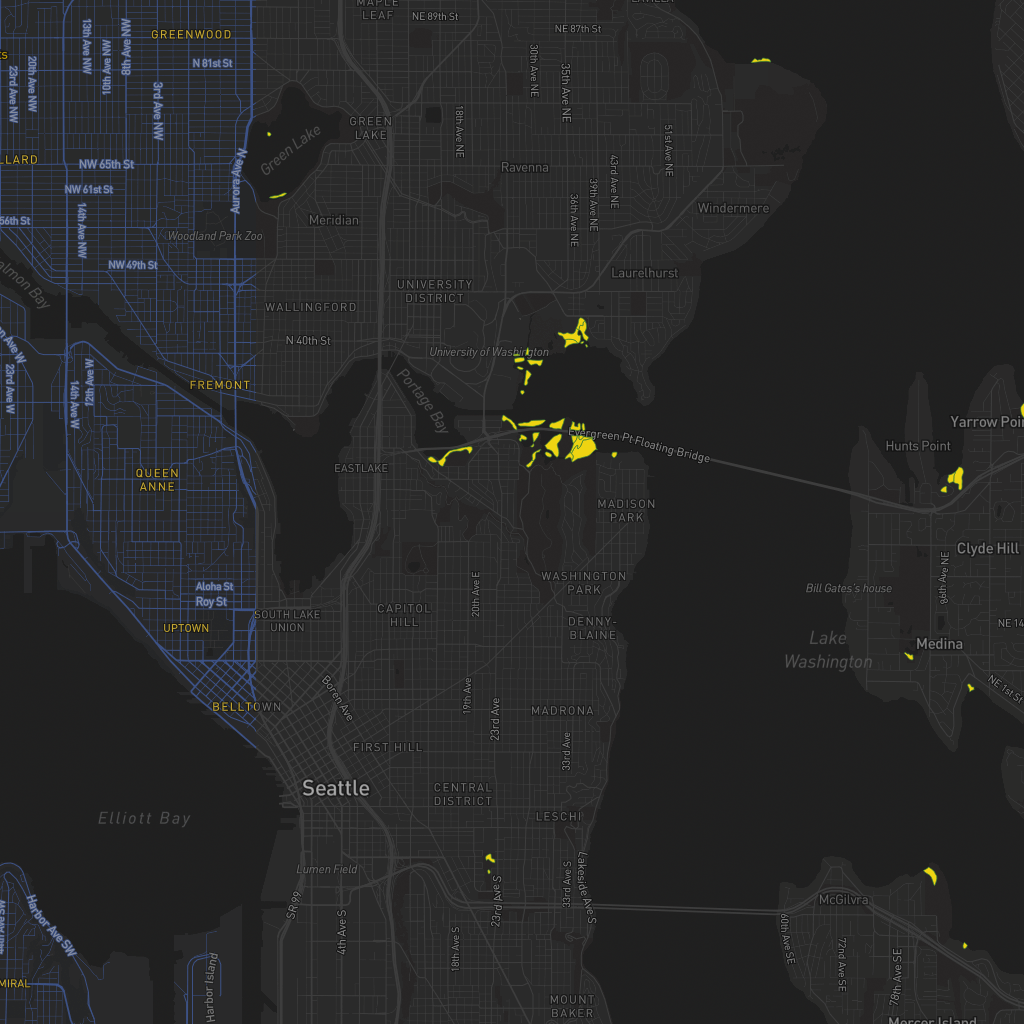 MAPLE
LEAF
NE 89th St
NE 87th St
GREENWOOD
13th Ave NW
10th Ave NW
8th Ave NW
N 81st St
20th Ave NW
23rd Ave NW
3rd Ave NW
30th Ave NE
35th Ave NE
GREEN
LAKE
Green Lake
18th Ave NE
51st Ave NE
NW 65th St
Aurora Ave N
Ravenna
43rd Ave NE
39th Ave NE
36th Ave NE
NW 61st St
14th Ave NW
56th St
Meridian
Woodland Park Zoo
Windermere
NW 49th St
Laurelhurst
UNIVERSITY
DISTRICT
WALLINGFORD
N 40th St
University of Washington
FREMONT
Portage Bay
23rd Ave W
14th Ave W
12th Ave W
Evergreen Pt Floating Bridge
Yarrow Poin
Hunts Point
EASTLAKE
QUEEN
ANNE
MADISON
PARK
Clyde Hill
86th Ave NE
WASHINGTON
PARK
Bill Gates's house
Aloha St
Roy St
20th Ave E
CAPITOL
HILL
SOUTH LAKE
UNION
UPTOWN
DENNY-
BLAINE
NE 14
Lake
Washington
Medina
NE 1st St
Boren Ave
19th Ave
23rd Ave
BELLTOWN
MADRONA
33rd Ave
FIRST HILL
Seattle
CENTRAL
DISTRICT
Elliott Bay
LESCHI
Lumen Field
33rd Ave S
Lakeside Ave S
23rd Ave S
SR 99
4th Ave S
18th Ave S
McGilvra
60th Ave SE
72nd Ave SE
78th Ave SE
Harbor Ave SW
44th Ave SW
MIRAL
Harbor Island
MOUNT
BAKER
Mercer Island